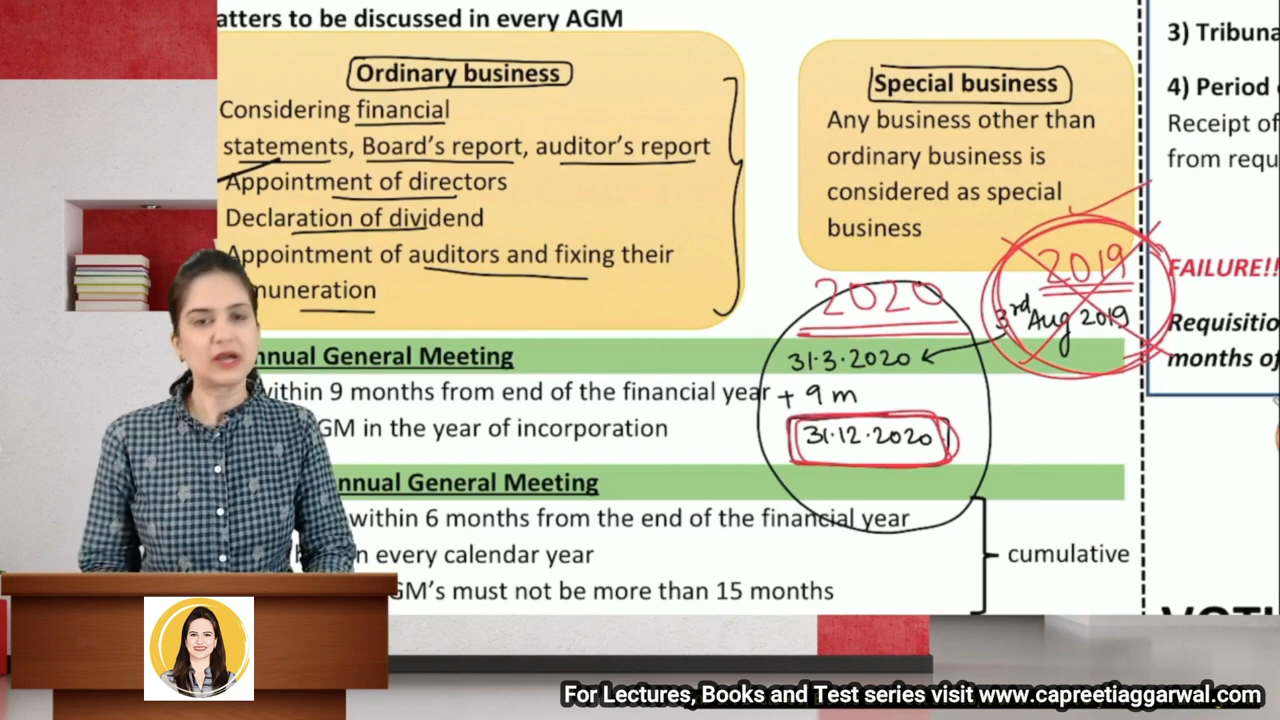 atters to be discussed in every AGM
Ordinary business
Considering financial
statements, Board's report, auditor's report
Appointment of directors
Declaration of dividend
Appointment of auditors and fixing their
muneration
Special business
Any business other than
ordinary business is
considered as special
business
2019
3rd Aug 2019
2020
31.3.2020
+ 9 m
31.12.2020
nnual General Meeting
within 9 months from end of the financial year
GM in the year of incorporation
nnual General Meeting
within 6 months from the end of the financial year
n every calendar year
GM's must not be more than 15 months
cumulative
3) Tribuna
4) Period
Receipt of
from requ
FAILURE!!
Requisitio
months of
For Lectures, Books and Test series visit www.capreetiaggarwal.com